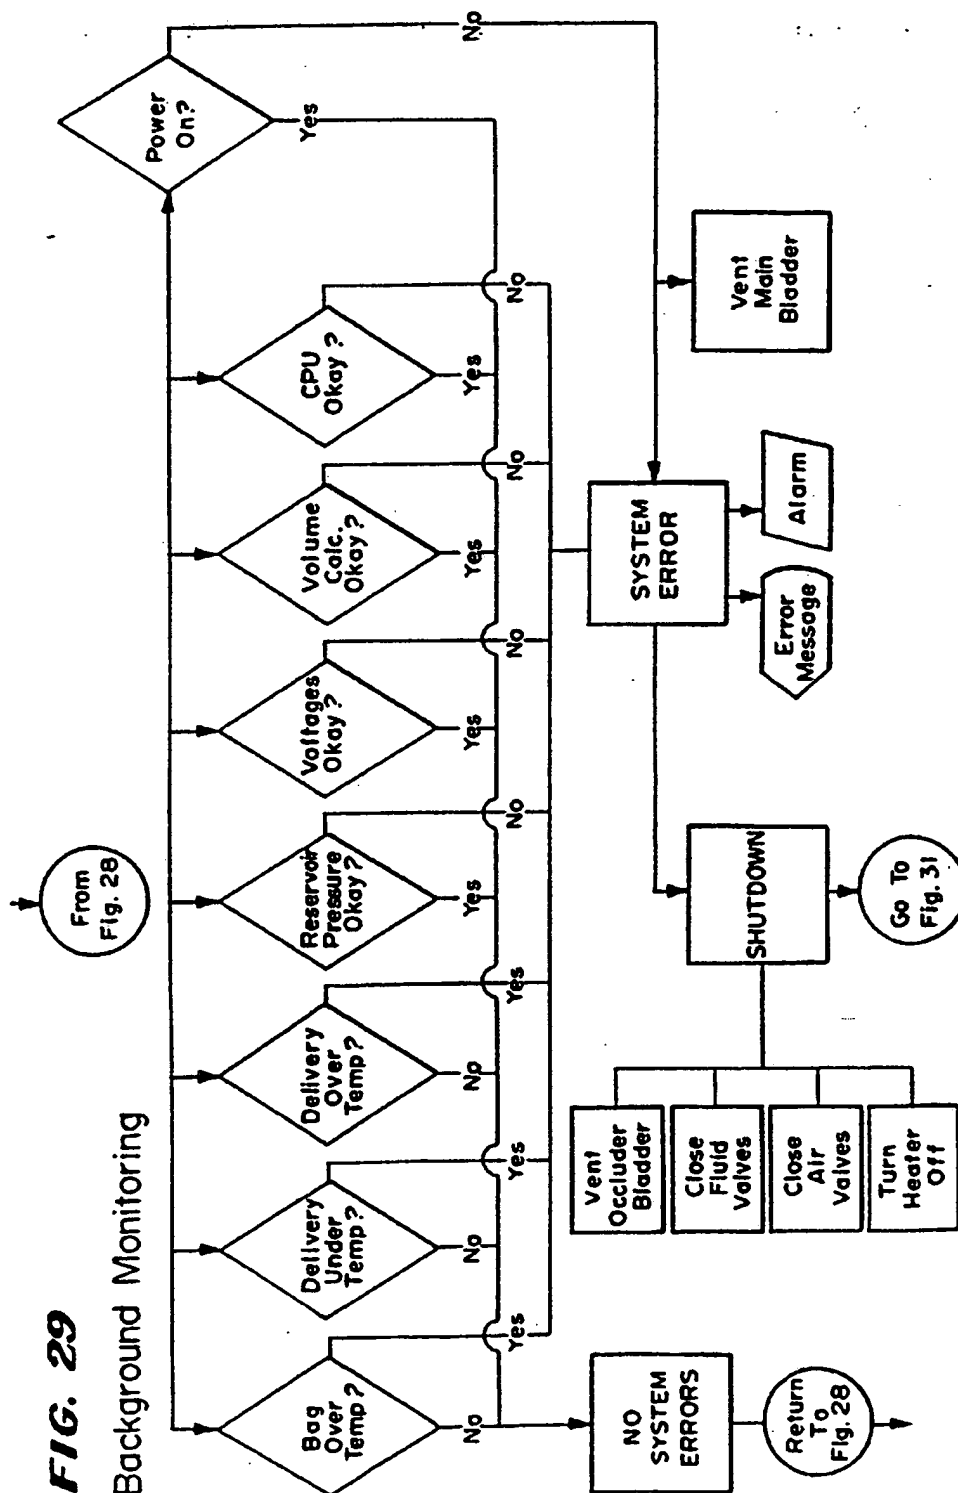 FIG. 29
Background Monitoring
From
Fig. 28
Bag
Over
Temp?
No
Yes
Delivery
Under
Temp?
No
Yes
Delivery
Over
Temp?
No
Yes
Reservoir
Pressure
Okay?
Yes
No
Voltages
Okay?
Yes
No
Volume
Calc.
Okay?
Yes
No
CPU
Okay?
Yes
No
Power
On?
Yes
No
NO
SYSTEM
ERRORS
Return
To
Fig. 28
Vent
Occluder
Bladder
Close
Fluid
Valves
Close
Air
Valves
Turn
Heater
Off
SHUTDOWN
Go To
Fig. 31
SYSTEM
ERROR
Error
Message
Alarm
Vent
Main
Bladder